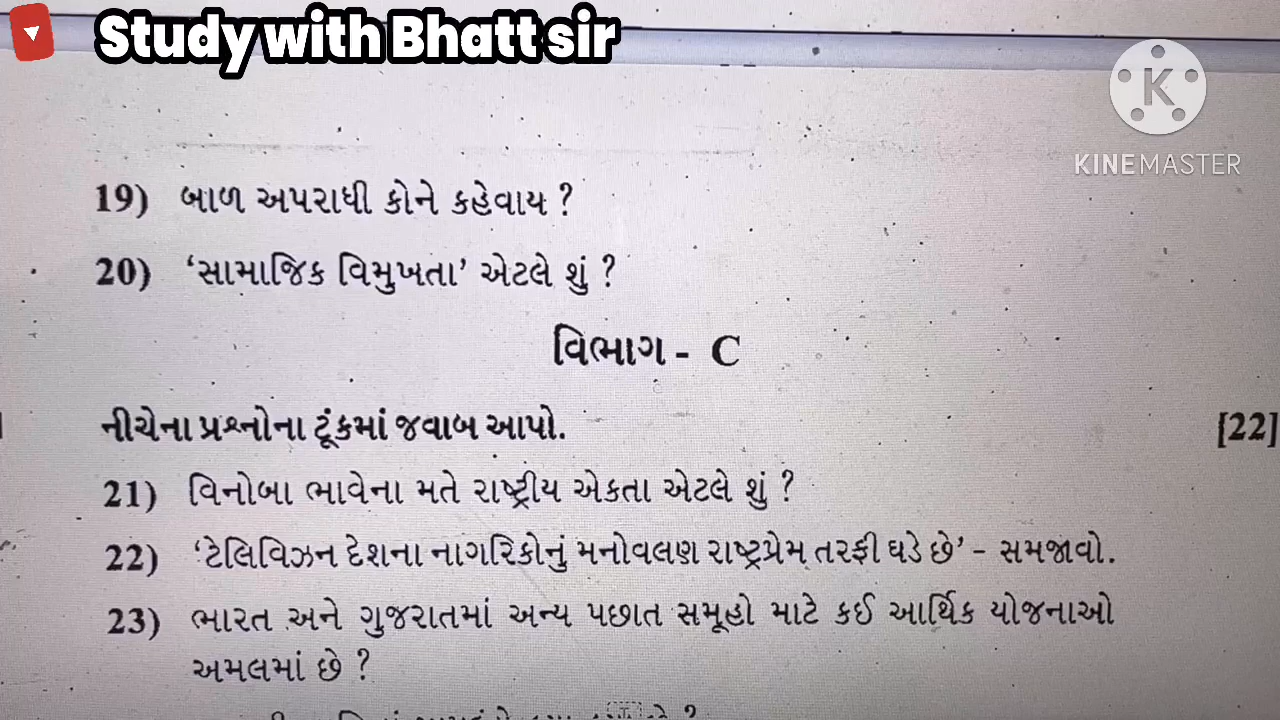 Study with Bhatt sir
KINEMASTER
19) બાળ અપરાધી કોને કહેવાય ?
20) ‘સામાજિક વિમુખતા’ એટલે શું ?
વિભાગ - C
નીચેના પ્રશ્નોના ટૂંકમાં જવાબ આપો. [22]
21) વિનોબા ભાવેના મતે રાષ્ટ્રીય એકતા એટલે શું ?
22) ‘ટેલિવિઝન દેશના નાગરિકોનું મનોવલણ રાષ્ટ્રપ્રેમ તરફી ઘડે છે’ - સમજાવો.
23) ભારત અને ગુજરાતમાં અન્ય પછાત સમૂહો માટે કઈ આર્થિક યોજનાઓ
અમલમાં છે ?